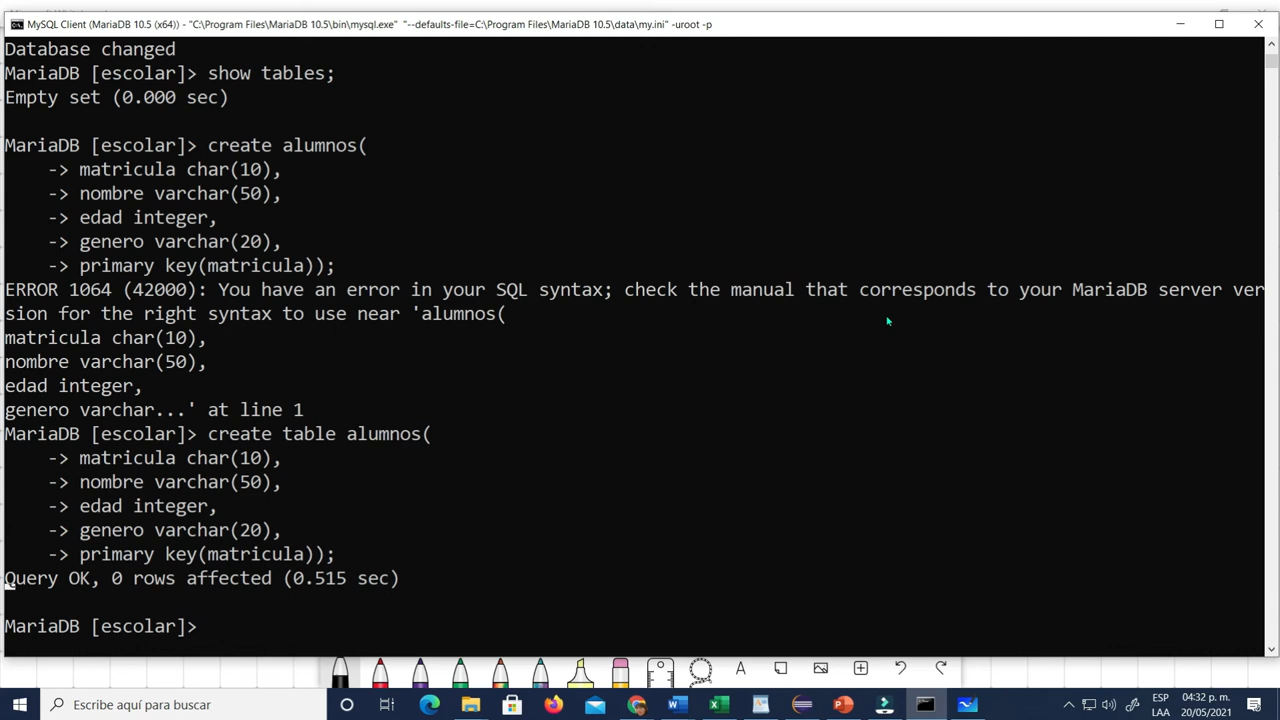 MySQL Client (MariaDB 10.5 (x64)) - "C:\Program Files\MariaDB 10.5\bin\mysql.exe"  "--defaults-file=C:\Program Files\MariaDB 10.5\data\my.ini" -uroot -p
Database changed
MariaDB [escolar]> show tables;
Empty set (0.000 sec)
MariaDB [escolar]> create alumnos(
    -> matricula char(10),
    -> nombre varchar(50),
    -> edad integer,
    -> genero varchar(20),
    -> primary key(matricula));
ERROR 1064 (42000): You have an error in your SQL syntax; check the manual that corresponds to your MariaDB server ver
sion for the right syntax to use near 'alumnos(
matricula char(10),
nombre varchar(50),
edad integer,
genero varchar...' at line 1
MariaDB [escolar]> create table alumnos(
    -> matricula char(10),
    -> nombre varchar(50),
    -> edad integer,
    -> genero varchar(20),
    -> primary key(matricula));
Query OK, 0 rows affected (0.515 sec)
MariaDB [escolar]>
Escribe aquí para buscar
ESP
LAA
04:32 p. m.
20/05/2021